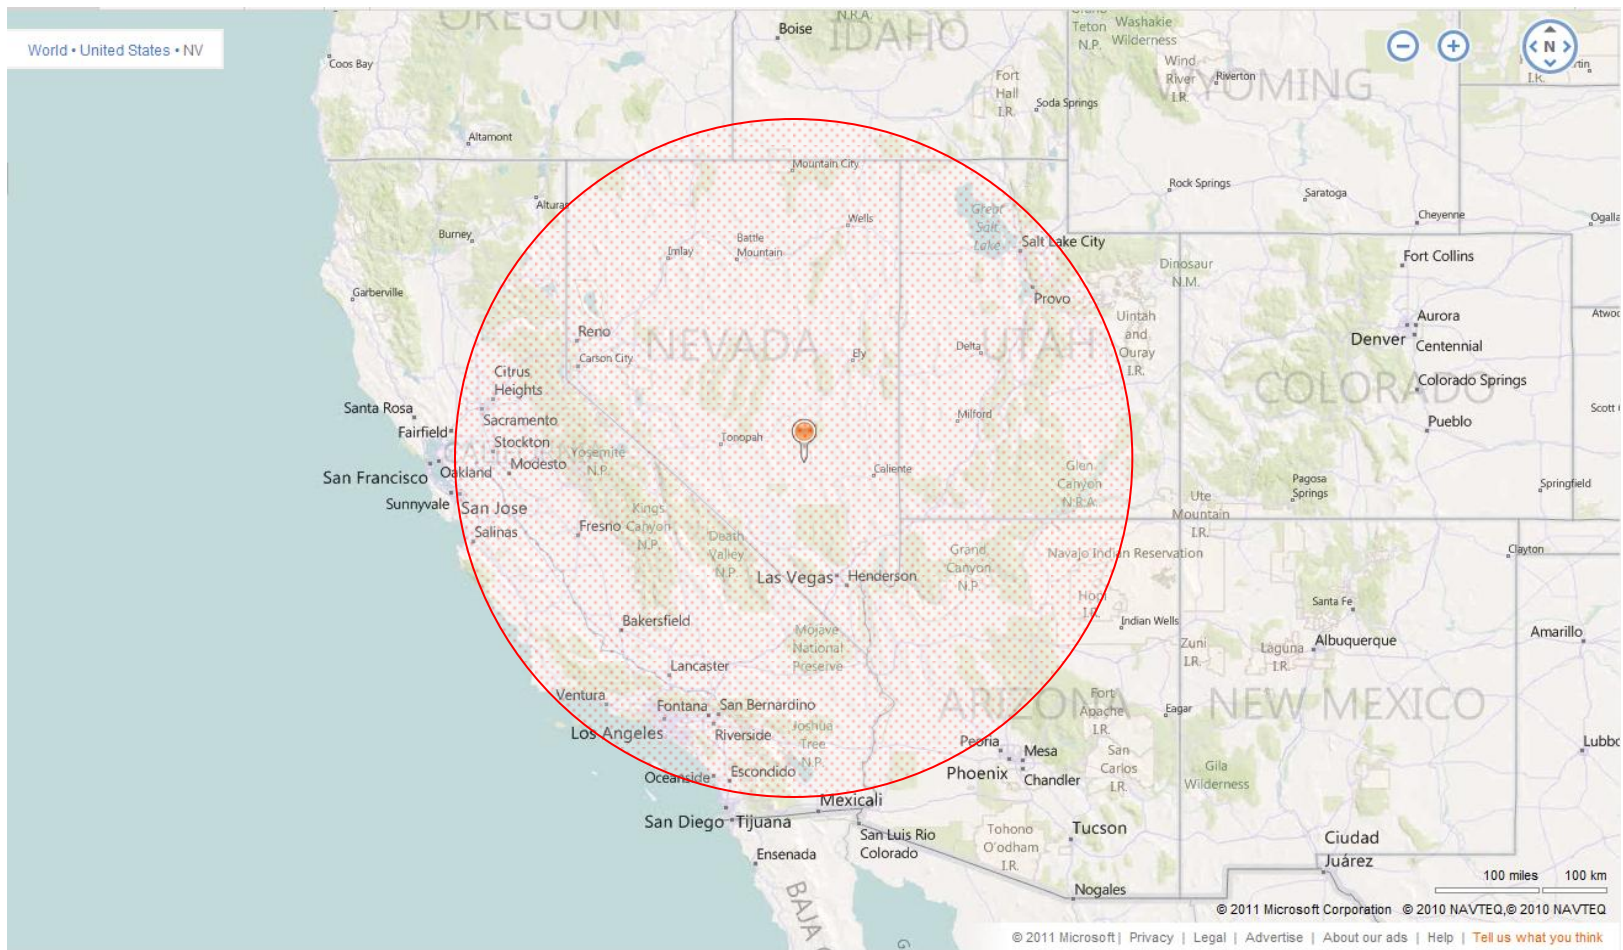 OREGON
N.R.A.
IDAHO
Boise
Grand
Teton
N.P.
Washakie
Wilderness
World • United States • NV
N
Coos Bay
Fort
Hall
I.R.
Wind
River
I.R.
Riverton
WYOMING
I.R.
Soda Springs
Altamont
Mountain City
Rock Springs
Saratoga
Alturas
Great
Salt
Lake
Wells
Cheyenne
Burney
Battle
Mountain
Imlay
Salt Lake City
Dinosaur
N.M.
Fort Collins
Garberville
Provo
Uintah
and
Ouray
I.R.
Aurora
Reno
NEVADA
Ely
Delta
UTAH
Denver
Centennial
Carson City
Citrus
Heights
COLORADO
Colorado Springs
Santa Rosa
Sacramento
Milford
Pueblo
Fairfield
Stockton
Tonopah
CALIFORNIA
Yosemite
N.P.
Modesto
San Francisco
Oakland
Caliente
Glen
Canyon
N.R.A.
Pagosa
Springs
Springfield
Sunnyvale
San Jose
Kings
Canyon
N.P.
Ute
Mountain
I.R.
Salinas
Fresno
Death
Valley
N.P.
Grand
Canyon
N.P.
Navajo Indian Reservation
Clayton
Las Vegas
Henderson
Hopi
I.R.
Santa Fe
Bakersfield
Mojave
National
Preserve
Indian Wells
Zuni
I.R.
Laguna
I.R.
Albuquerque
Amarillo
Lancaster
Ventura
Fontana
San Bernardino
ARIZONA
Fort
Apache
I.R.
Eagar
NEW MEXICO
Los Angeles
Riverside
Joshua
Tree
N.P.
Peoria
Mesa
San
Carlos
I.R.
Phoenix
Chandler
Gila
Wilderness
Oceanside
Escondido
Mexicali
San Diego
Tijuana
San Luis Rio
Colorado
Tohono
O'odham
I.R.
Tucson
Ciudad
Juárez
Ensenada
BAJA
Nogales
100 miles
100 km
© 2011 Microsoft Corporation © 2010 NAVTEQ,© 2010 NAVTEQ
© 2011 Microsoft | Privacy | Legal | Advertise | About our ads | Help | Tell us what you think